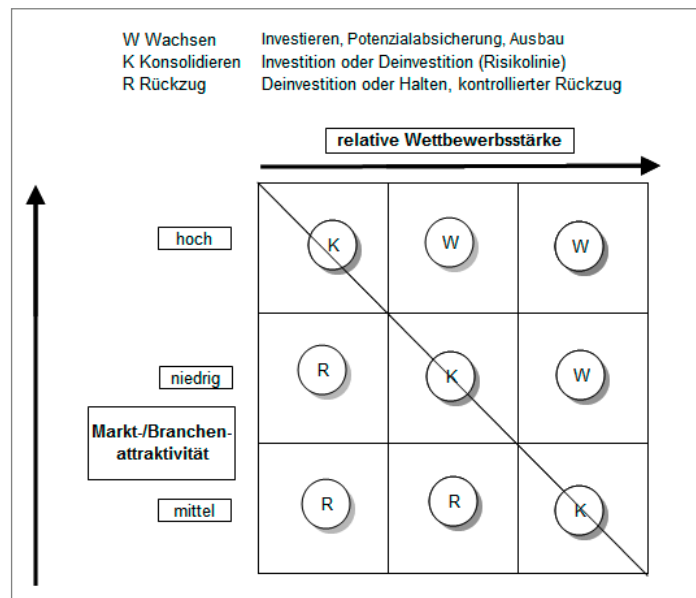 W Wachsen Investieren, Potenzialabsicherung, Ausbau
K Konsolidieren Investition oder Deinvestition (Risikolinie)
R Rückzug Deinvestition oder Halten, kontrollierter Rückzug
relative Wettbewerbsstärke
hoch
K W W
niedrig
R K W
Markt-/Branchen-
attraktivität
mittel
R R K